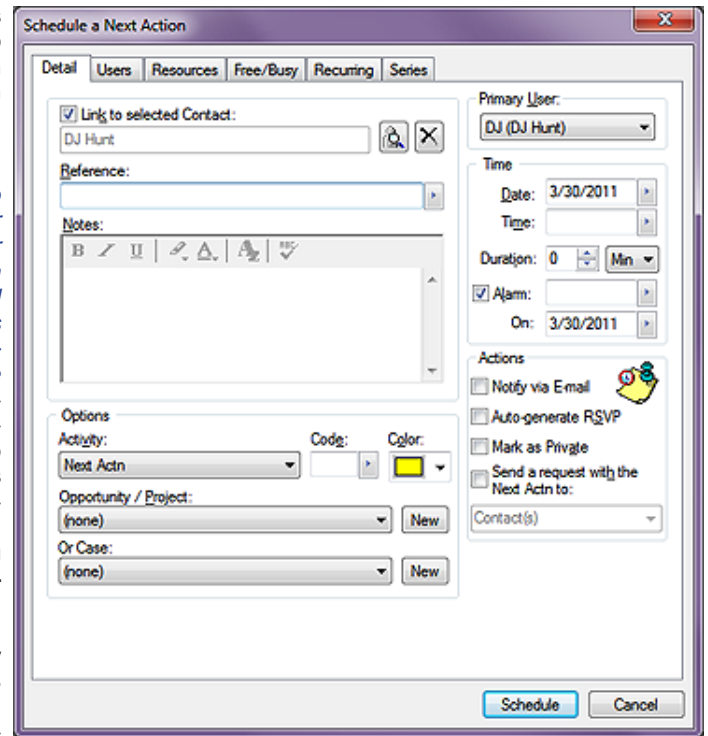 Schedule a Next Action
Detail Users Resources Free/Busy Recurring Series
Link to selected Contact:
DJ Hunt
Reference:
Notes:
B I U A A ABC
Options
Activity: Code: Color:
Next Actn
Opportunity / Project:
(none) New
Or Case:
(none) New
Primary User:
DJ (DJ Hunt)
Time
Date: 3/30/2011
Time:
Duration: 0 Min
Alarm:
On: 3/30/2011
Actions
Notify via E-mail
Auto-generate RSVP
Mark as Private
Send a request with the
Next Actn to:
Contact(s)
Schedule Cancel